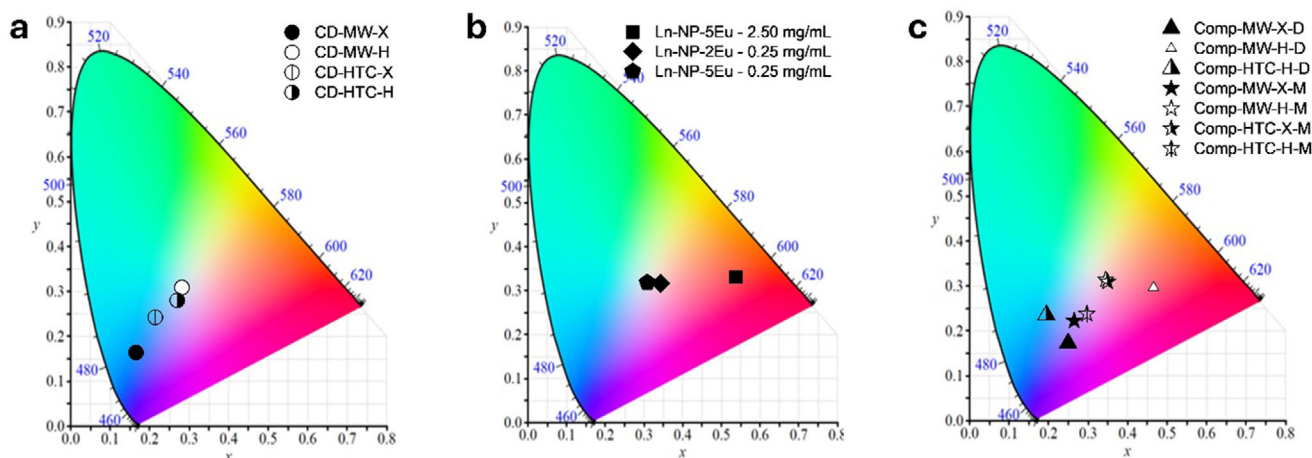 a
CD-MW-X
CD-MW-H
CD-HTC-X
CD-HTC-H
0.9
0.8
0.7
0.6
0.5
0.4
0.3
0.2
0.1
0.0
y
520
540
560
580
600
620
500
480
460
0.0 0.1 0.2 0.3 0.4 0.5 0.6 0.7 0.8
x
b
Ln-NP-5Eu - 2.50 mg/mL
Ln-NP-2Eu - 0.25 mg/mL
Ln-NP-5Eu - 0.25 mg/mL
0.9
0.8
0.7
0.6
0.5
0.4
0.3
0.2
0.1
0.0
y
520
540
560
580
600
620
500
480
460
0.0 0.1 0.2 0.3 0.4 0.5 0.6 0.7 0.8
x
c
Comp-MW-X-D
Comp-MW-H-D
Comp-HTC-H-D
Comp-MW-X-M
Comp-MW-H-M
Comp-HTC-X-M
Comp-HTC-H-M
0.9
0.8
0.7
0.6
0.5
0.4
0.3
0.2
0.1
0.0
y
520
540
560
580
600
620
500
480
460
0.0 0.1 0.2 0.3 0.4 0.5 0.6 0.7 0.8
x